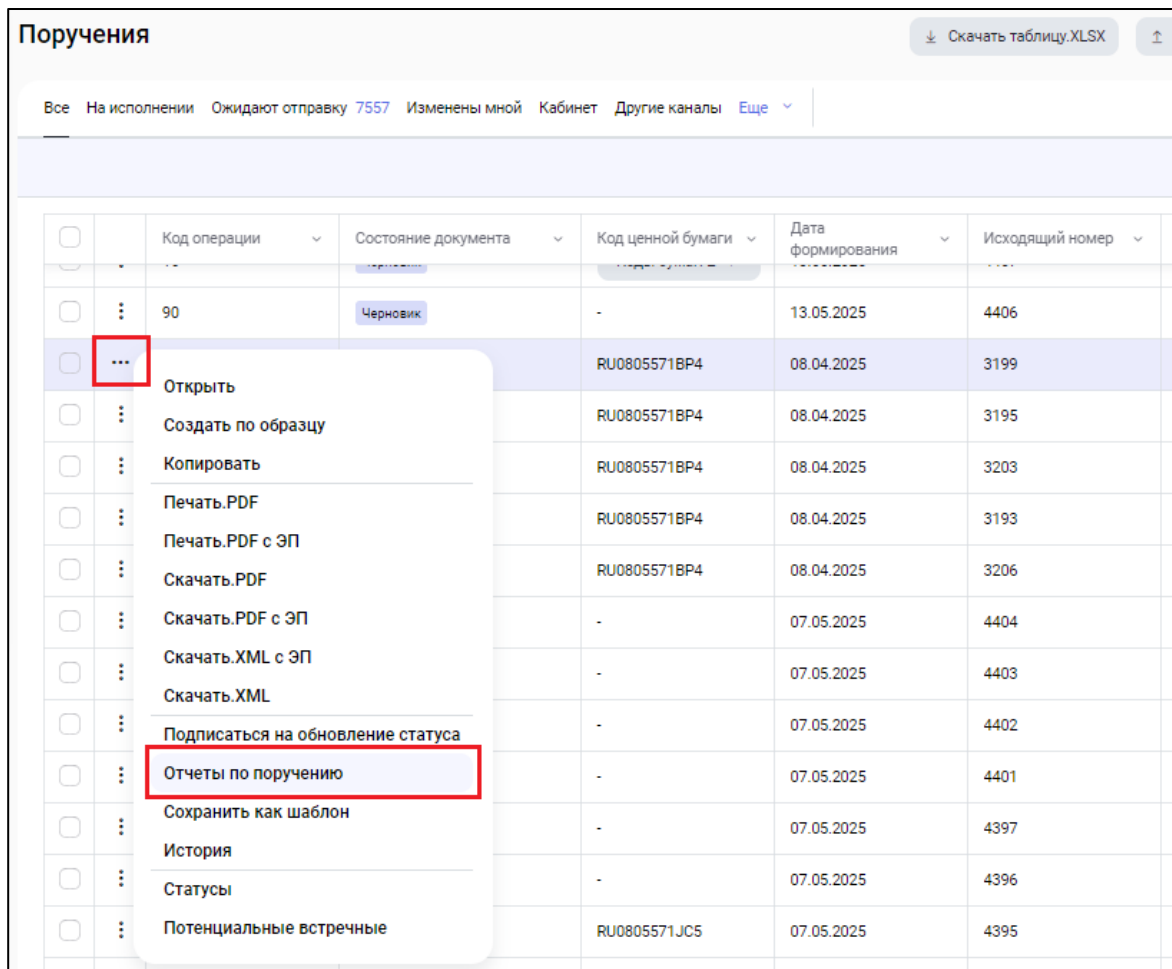 Поручения
Скачать таблицу.XLSX
Все На исполнении Ожидают отправку 7557 Изменены мной Кабинет Другие каналы Еще
Код операции Состояние документа Код ценной бумаги Дата формирования Исходящий номер
90 Черновик - 13.05.2025 4406
RU0805571BP4 08.04.2025 3199
Открыть
RU0805571BP4 08.04.2025 3195
Создать по образцу
Копировать
RU0805571BP4 08.04.2025 3203
Печать.PDF
RU0805571BP4 08.04.2025 3193
Печать.PDF с ЭП
RU0805571BP4 08.04.2025 3206
Скачать.PDF
Скачать.PDF с ЭП
- 07.05.2025 4404
Скачать.XML с ЭП
- 07.05.2025 4403
Скачать.XML
- 07.05.2025 4402
Подписаться на обновление статуса
Отчеты по поручению
- 07.05.2025 4401
Сохранить как шаблон
- 07.05.2025 4397
История
- 07.05.2025 4396
Статусы
Потенциальные встречные
RU0805571JC5 07.05.2025 4395